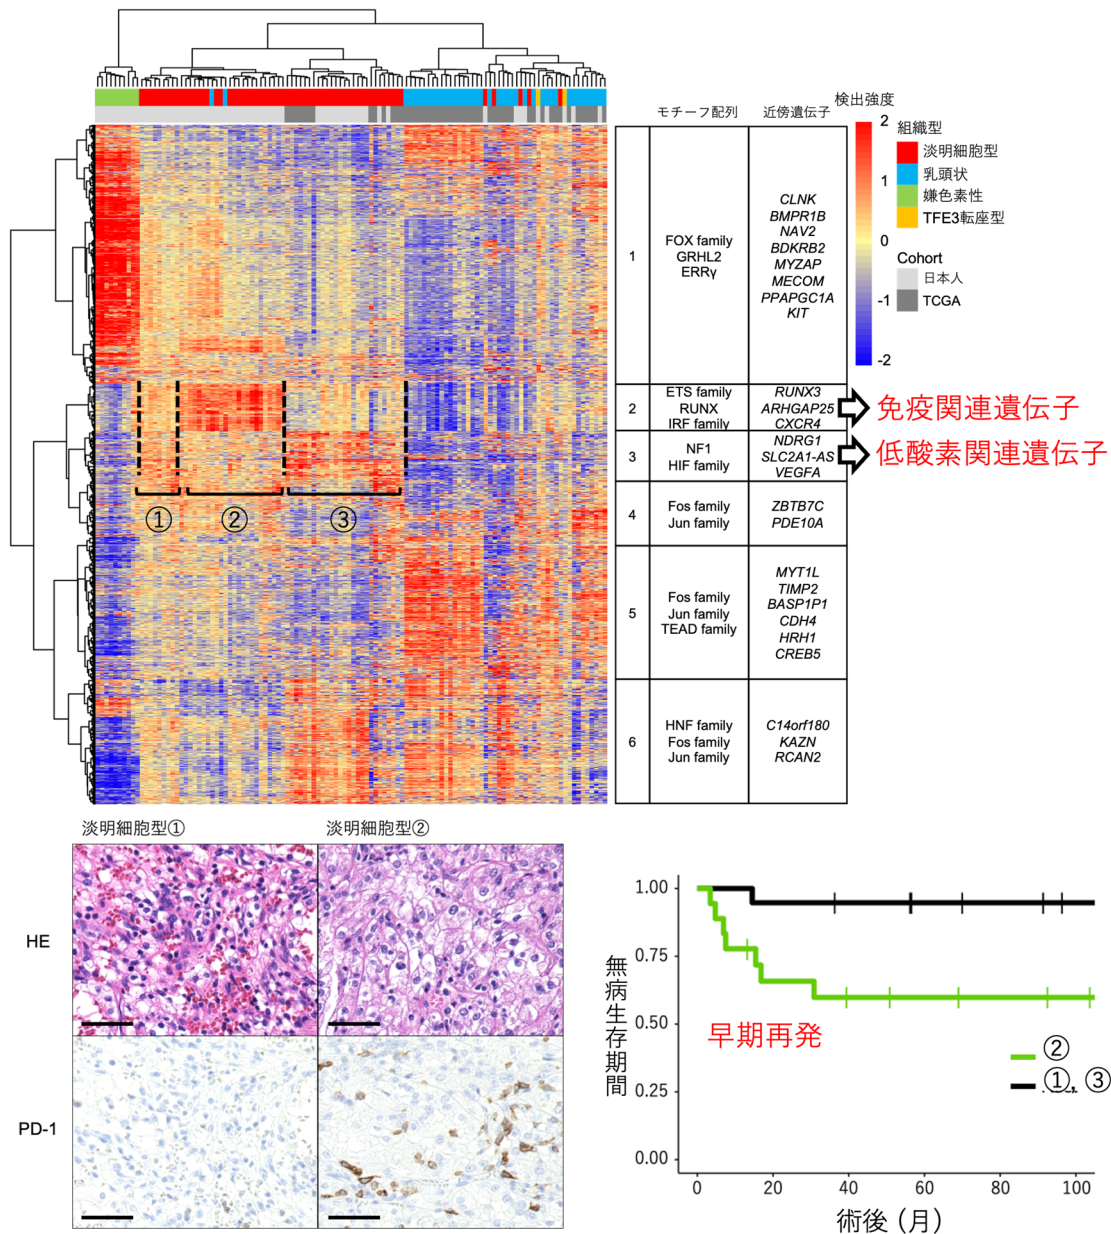 モチーフ配列
近傍遺伝子
1
FOX family
GRHL2
ERRγ
CLNK
BMPR1B
NAV2
BDKRB2
MYZAP
MECOM
PPAPGC1A
KIT
2
ETS family
RUNX
IRF family
RUNX3
ARHGAP25
CXCR4
免疫関連遺伝子
3
NF1
HIF family
NDRG1
SLC2A1-AS
VEGFA
低酸素関連遺伝子
4
Fos family
Jun family
ZBTB7C
PDE10A
5
Fos family
Jun family
TEAD family
MYT1L
TIMP2
BASP1P1
CDH4
HRH1
CREB5
6
HNF family
Fos family
Jun family
C14orf180
KAZN
RCAN2
検出強度
2
1
0
-1
-2
組織型
淡明細胞型
乳頭状
嫌色素性
TFE3転座型
Cohort
日本人
TCGA
① ② ③
淡明細胞型① 淡明細胞型②
HE
PD-1
無病生存期間
1.00
0.75
0.50
0.25
0.00
早期再発
②
①, ③
0 20 40 60 80 100
術後（月）